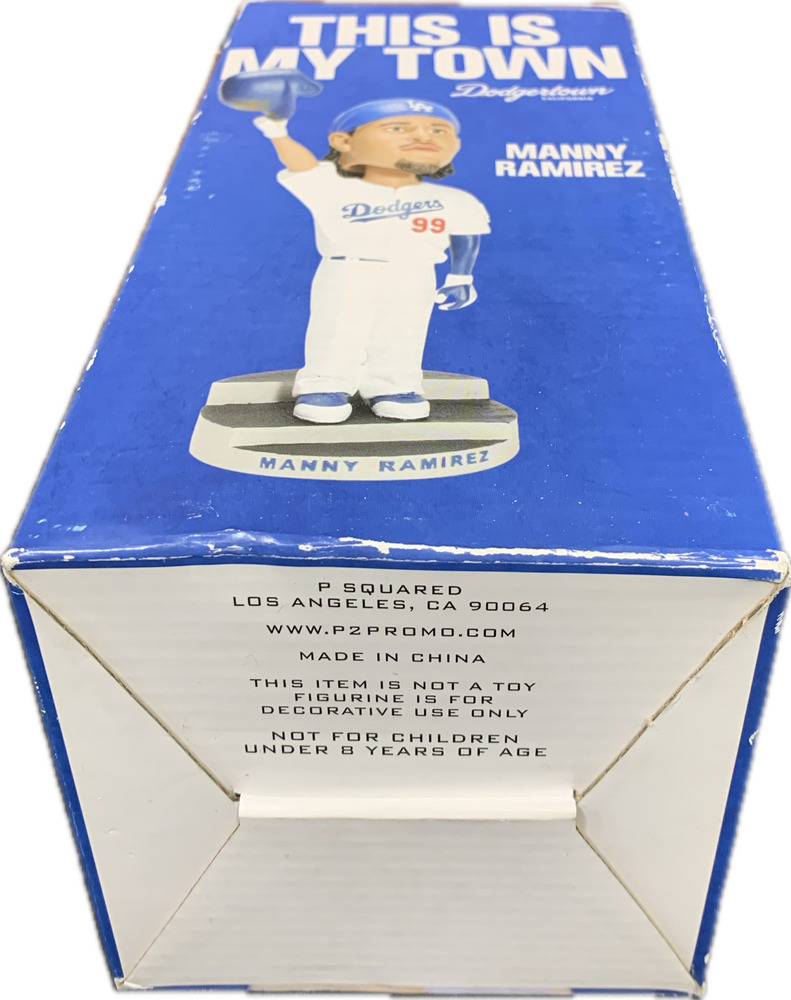 THIS IS
MY TOWN
Dodgertown
CALIFORNIA
MANNY
RAMIREZ
LA
Dodgers
99
MANNY RAMIREZ
P SQUARED
LOS ANGELES, CA 90064
WWW.P2PROMO.COM
MADE IN CHINA
THIS ITEM IS NOT A TOY
FIGURINE IS FOR
DECORATIVE USE ONLY
NOT FOR CHILDREN
UNDER 8 YEARS OF AGE